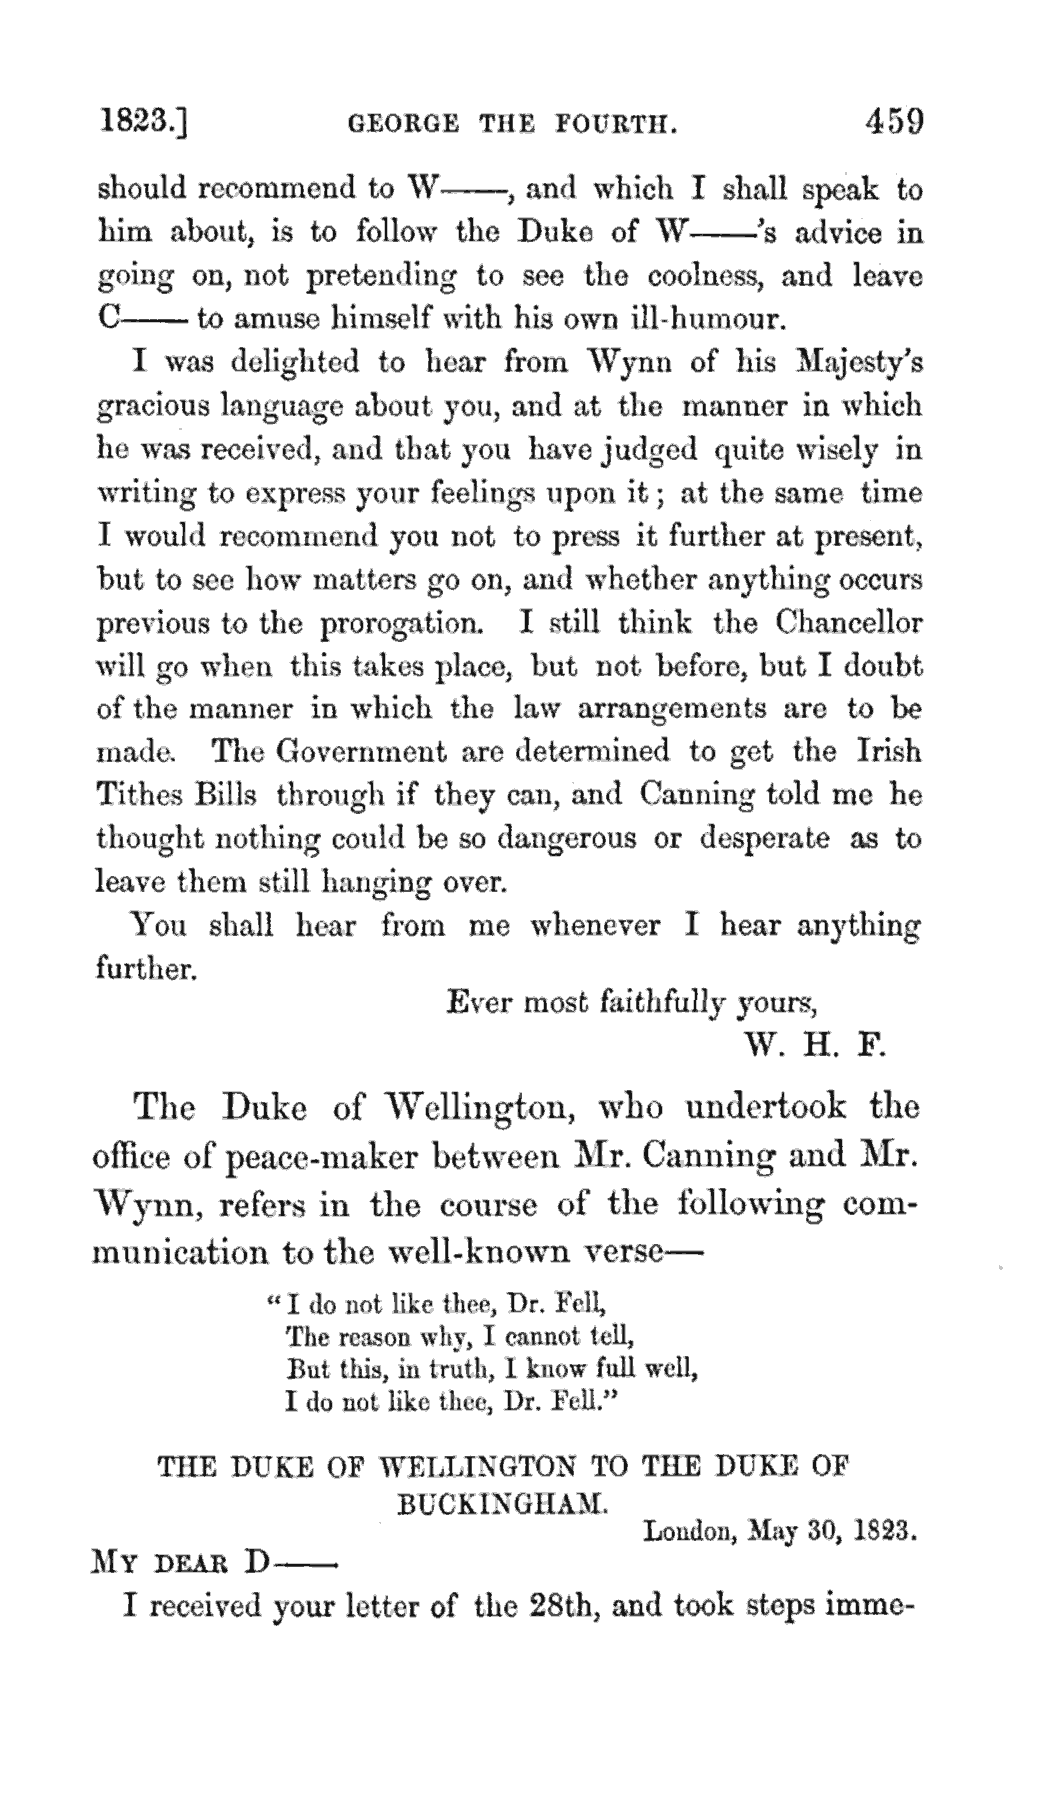 1823.] GEORGE THE FOURTH. 459
should recommend to W——, and which I shall speak to
him about, is to follow the Duke of W——'s advice in
going on, not pretending to see the coolness, and leave
C—— to amuse himself with his own ill-humour.
I was delighted to hear from Wynn of his Majesty's
gracious language about you, and at the manner in which
he was received, and that you have judged quite wisely in
writing to express your feelings upon it; at the same time
I would recommend you not to press it further at present,
but to see how matters go on, and whether anything occurs
previous to the prorogation. I still think the Chancellor
will go when this takes place, but not before, but I doubt
of the manner in which the law arrangements are to be
made. The Government are determined to get the Irish
Tithes Bills through if they can, and Canning told me he
thought nothing could be so dangerous or desperate as to
leave them still hanging over.
You shall hear from me whenever I hear anything
further.
Ever most faithfully yours,
W. H. F.
The Duke of Wellington, who undertook the
office of peace-maker between Mr. Canning and Mr.
Wynn, refers in the course of the following com-
munication to the well-known verse—
"I do not like thee, Dr. Fell,
The reason why, I cannot tell,
But this, in truth, I know full well,
I do not like thee, Dr. Fell."
THE DUKE OF WELLINGTON TO THE DUKE OF
BUCKINGHAM.
London, May 30, 1823.
MY DEAR D——
I received your letter of the 28th, and took steps imme-